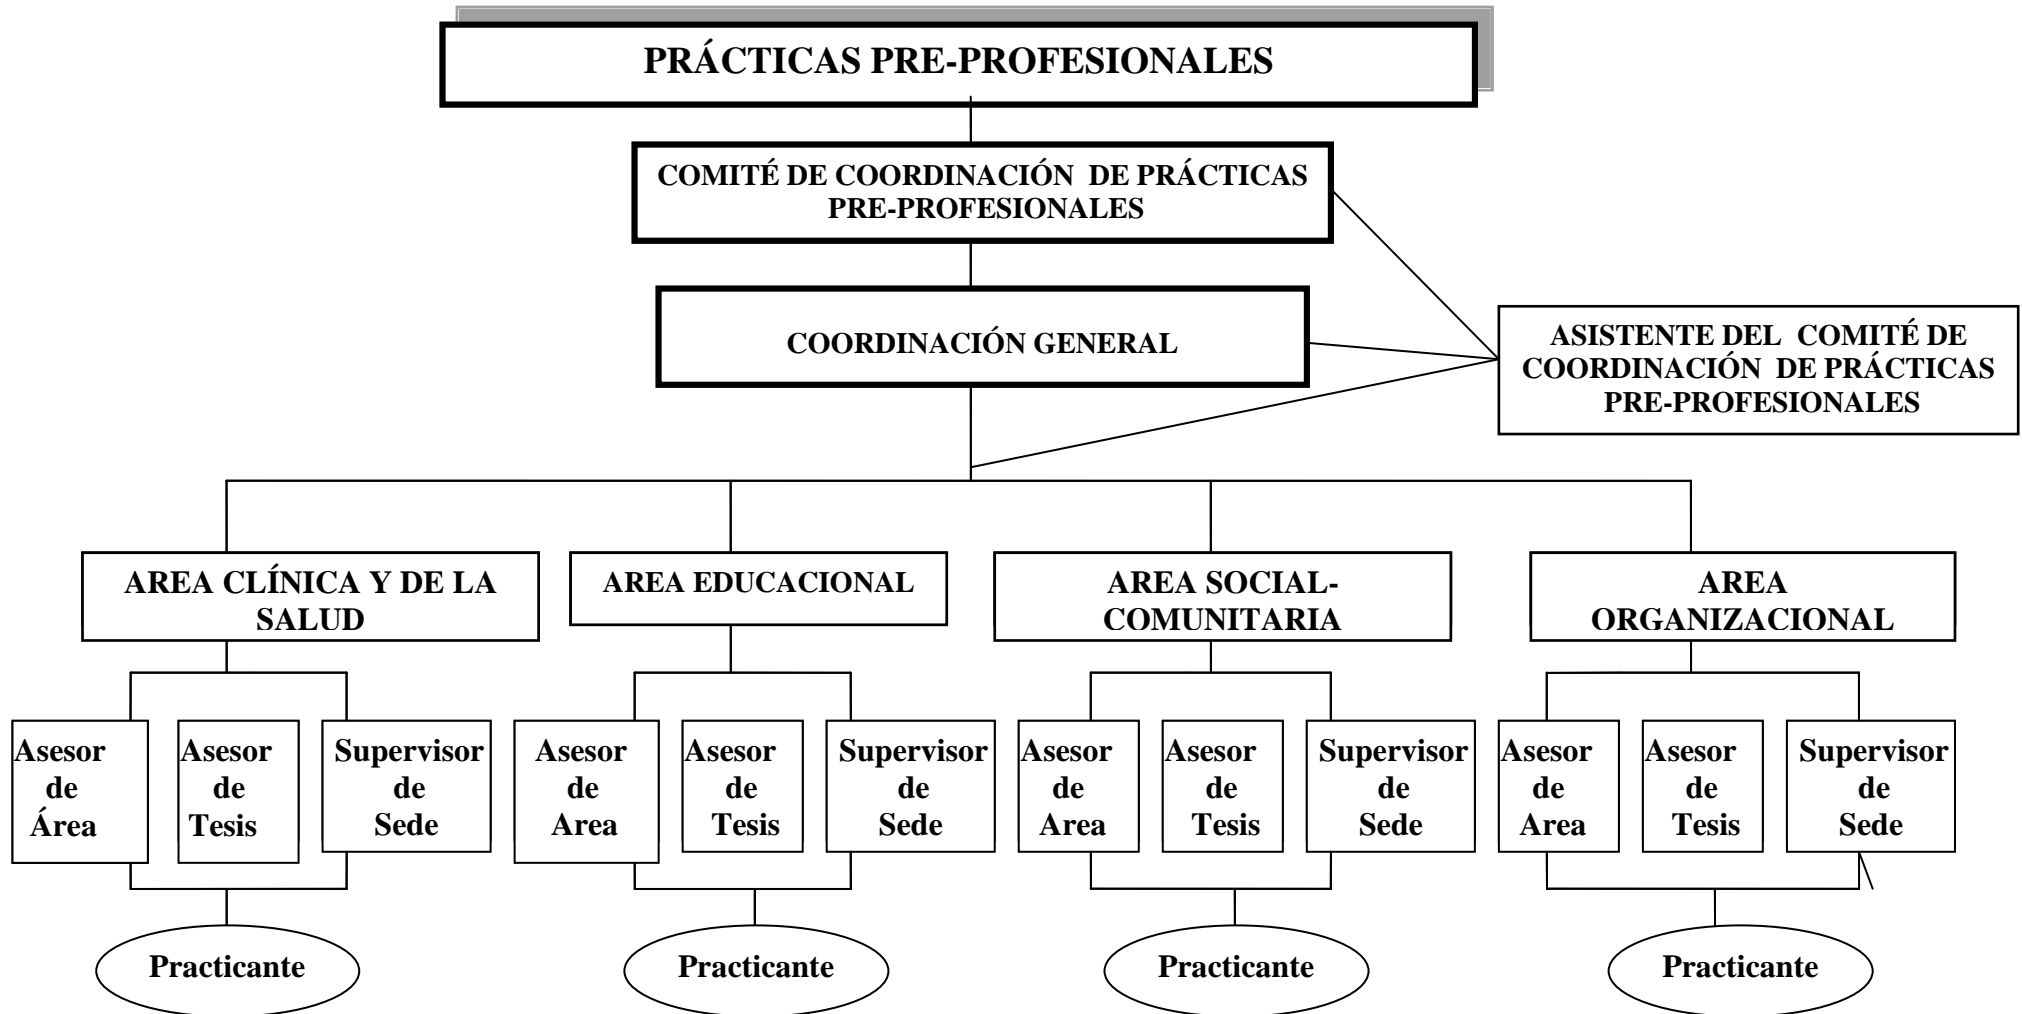 PRÁCTICAS PRE-PROFESIONALES
COMITÉ DE COORDINACIÓN DE PRÁCTICAS
PRE-PROFESIONALES
COORDINACIÓN GENERAL
ASISTENTE DEL COMITÉ DE
COORDINACIÓN DE PRÁCTICAS
PRE-PROFESIONALES
AREA CLÍNICA Y DE LA
SALUD
AREA EDUCACIONAL
AREA SOCIAL-
COMUNITARIA
AREA
ORGANIZACIONAL
Asesor
de
Área
Asesor
de
Tesis
Supervisor
de
Sede
Asesor
de
Area
Asesor
de
Tesis
Supervisor
de
Sede
Asesor
de
Area
Asesor
de
Tesis
Supervisor
de
Sede
Asesor
de
Area
Asesor
de
Tesis
Supervisor
de
Sede
Practicante
Practicante
Practicante
Practicante